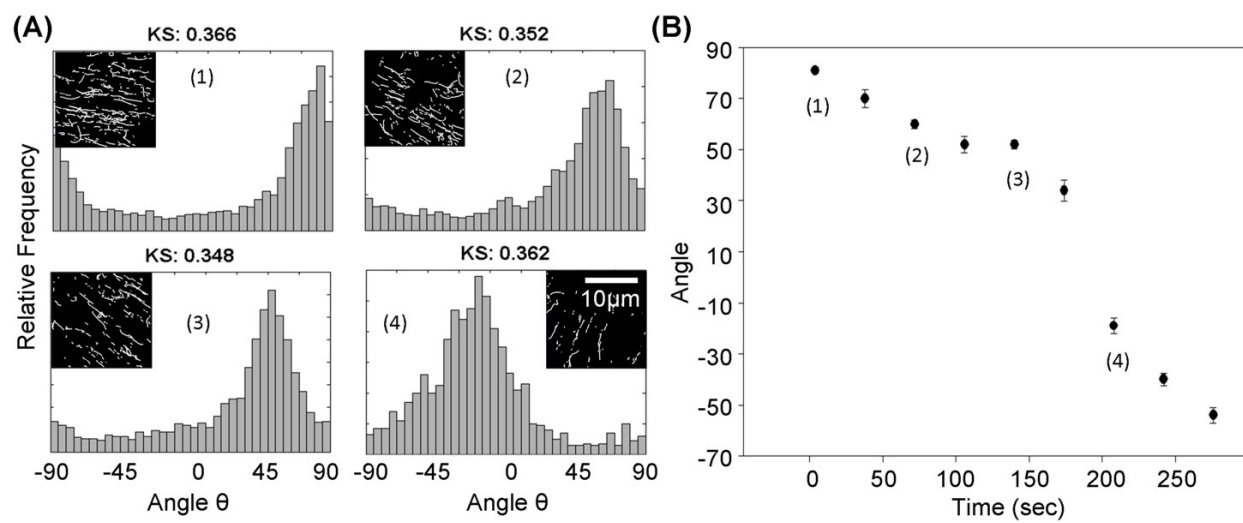 (A)
KS: 0.366
(1)
KS: 0.352
(2)
KS: 0.348
(3)
KS: 0.362
(4)
10µm
Relative Frequency
-90 -45 0 45 90
Angle θ
-90 -45 0 45 90
Angle θ
(B)
90
70
50
30
10
-10
-30
-50
-70
Angle
(1)
(2)
(3)
(4)
0 50 100 150 200 250
Time (sec)